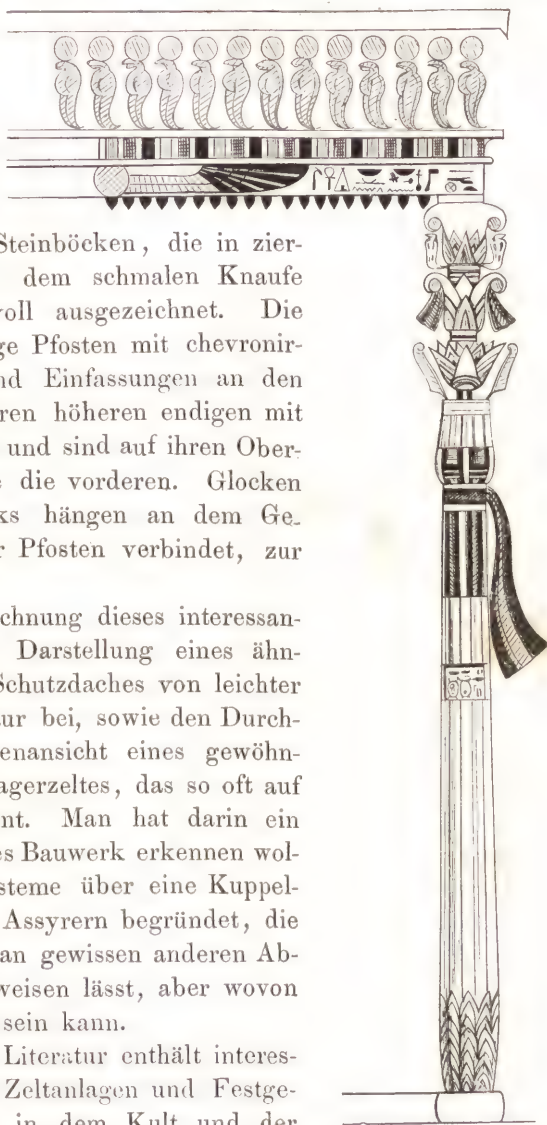 Steinböcken, die in zier-
dem schmalen Knaufe
voll ausgezeichnet. Die
ge Pfosten mit chevronir-
nd Einfassungen an den
ren höheren endigen mit
und sind auf ihren Ober-
die vorderen. Glocken
ks hängen an dem Ge-
r Pfosten verbindet, zur
chnung dieses interessan-
Darstellung eines ähn-
Schutzdaches von leichter
ur bei, sowie den Durch-
enansicht eines gewöhn-
agerzeltes, das so oft auf
nt. Man hat darin ein
es Bauwerk erkennen wol-
steme über eine Kuppel-
Assyrern begründet, die
an gewissen anderen Ab-
weisen lässt, aber wovon
sein kann.
Literatur enthält interes-
Zeltanlagen und Festge-
in dem Kult und der